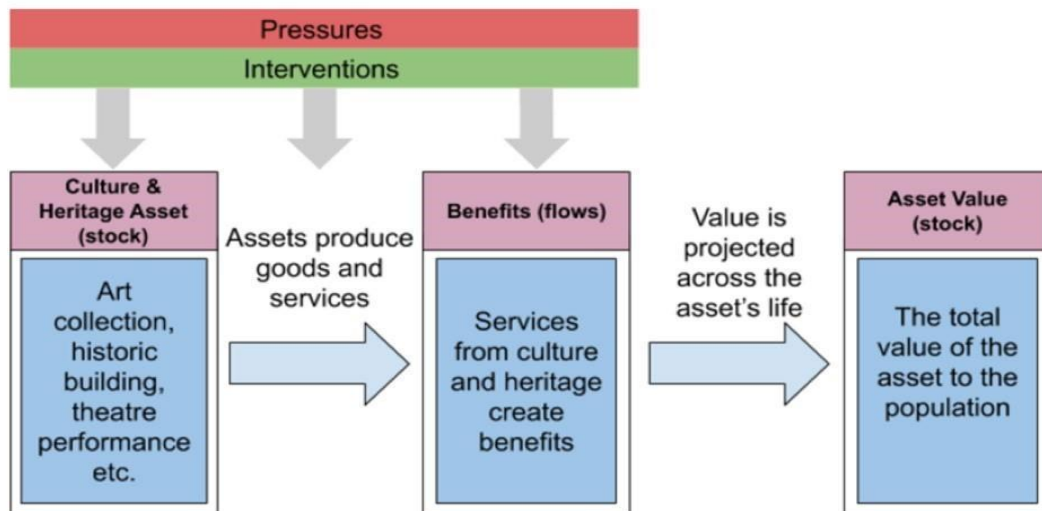 Pressures
Interventions
Culture &
Heritage Asset
(stock)
Art
collection,
historic
building,
theatre
performance
etc.
Assets produce
goods and
services
Benefits (flows)
Services
from culture
and heritage
create
benefits
Value is
projected
across the
asset's life
Asset Value
(stock)
The total
value of the
asset to the
population